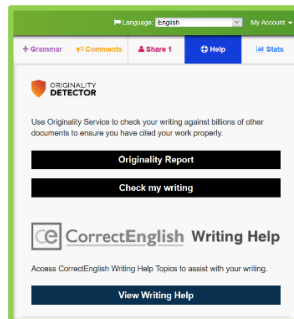 Language: English My Account
+ Grammar Comments Share 1 Help Stats
ORIGINALITY
DETECTOR
Use Originality Service to check your writing against billions of other
documents to ensure you have cited your work properly.
Originality Report
Check my writing
ce CorrectEnglish Writing Help
Access CorrectEnglish Writing Help Topics to assist with your writing.
View Writing Help